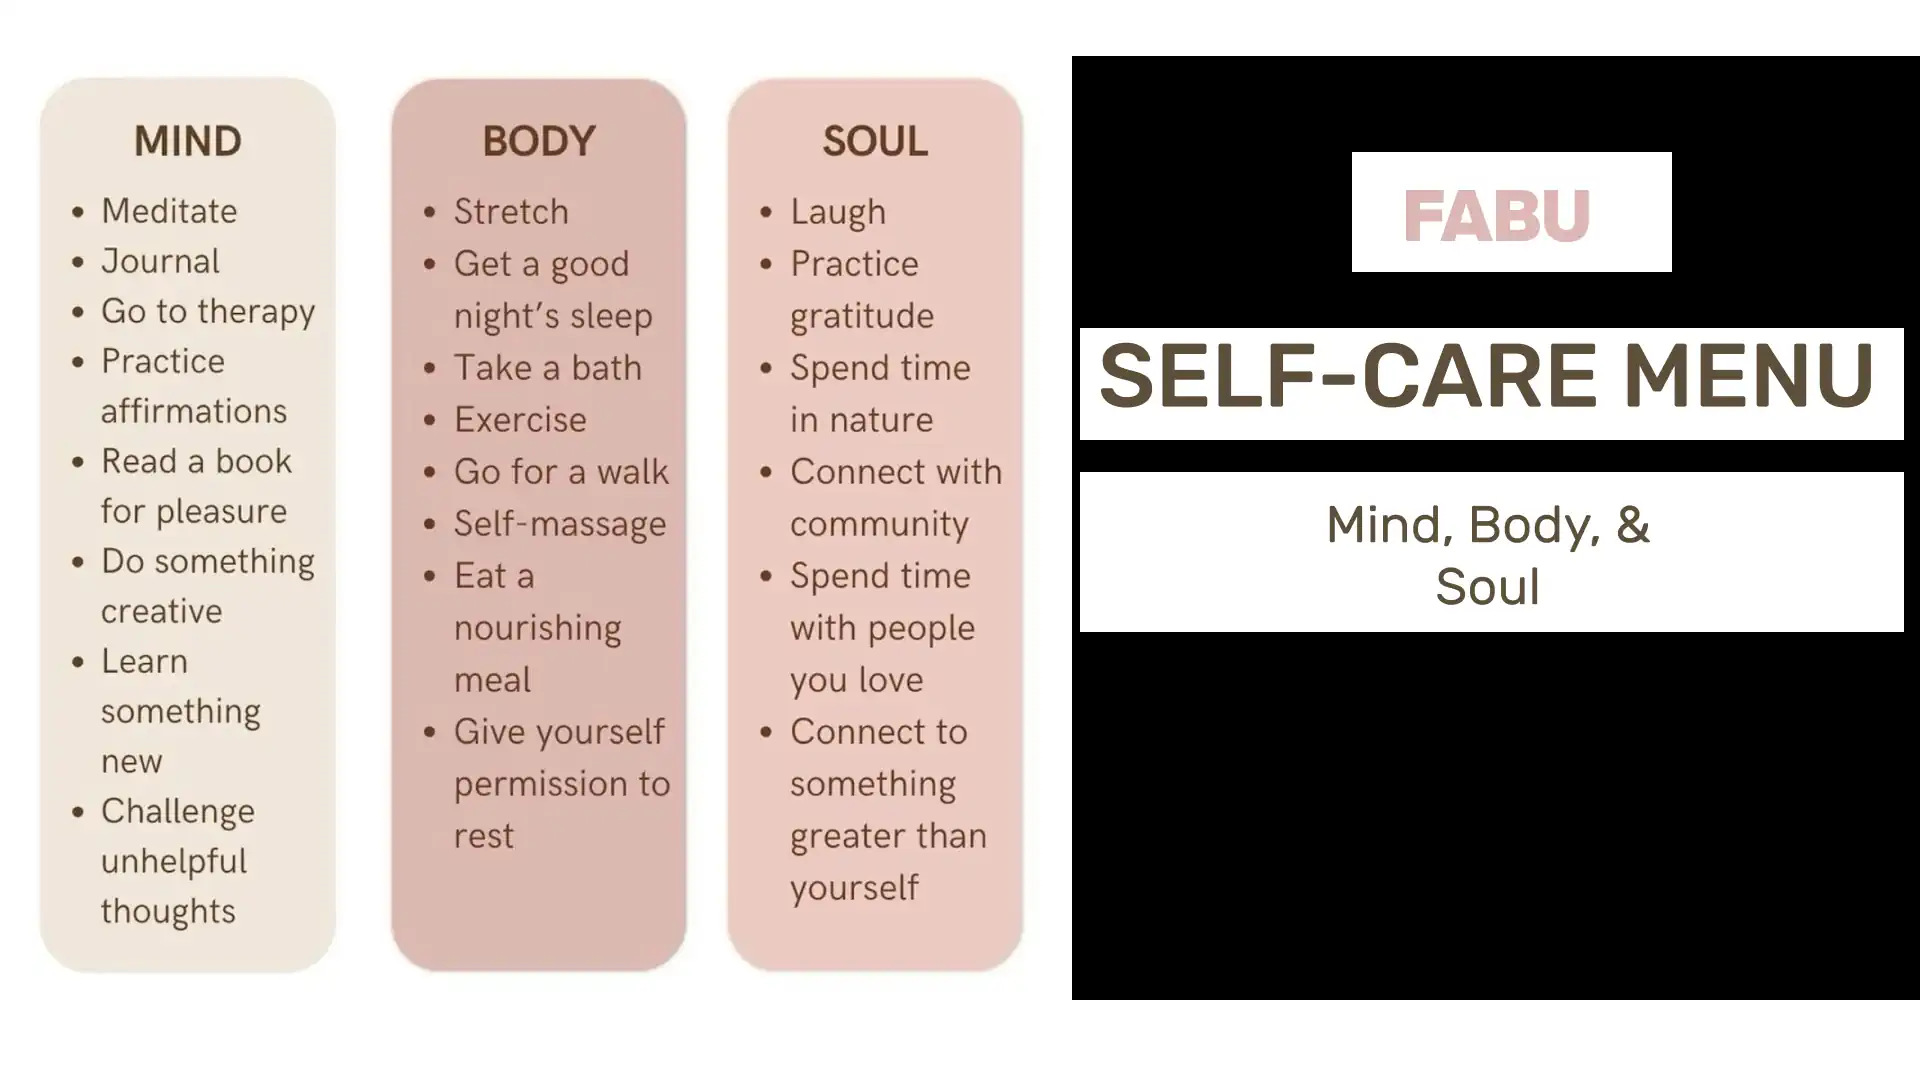 MIND
• Meditate
• Journal
• Go to therapy
• Practice
affirmations
• Read a book
for pleasure
• Do something
creative
• Learn
something
new
• Challenge
unhelpful
thoughts
BODY
• Stretch
• Get a good
night’s sleep
• Take a bath
• Exercise
• Go for a walk
• Self-massage
• Eat a
nourishing
meal
• Give yourself
permission to
rest
SOUL
• Laugh
• Practice
gratitude
• Spend time
in nature
• Connect with
community
• Spend time
with people
you love
• Connect to
something
greater than
yourself
FABU
SELF-CARE MENU
Mind, Body, &
Soul